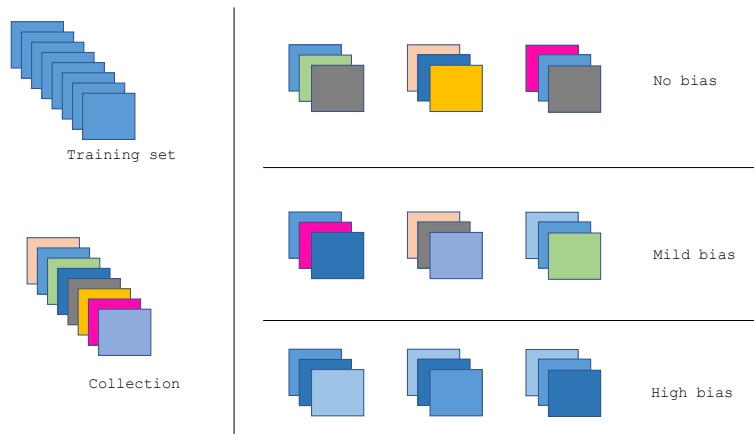 Training set
Collection
No bias
Mild bias
High bias